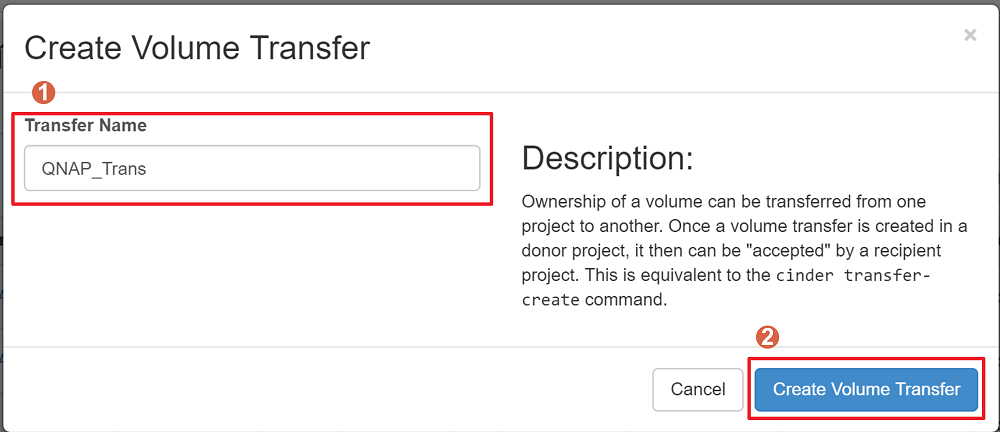 Create Volume Transfer
×
1
Transfer Name
QNAP_Trans
Description:
Ownership of a volume can be transferred from one
project to another. Once a volume transfer is created in a
donor project, it then can be "accepted" by a recipient
project. This is equivalent to the cinder transfer-
create command.
2
Cancel
Create Volume Transfer